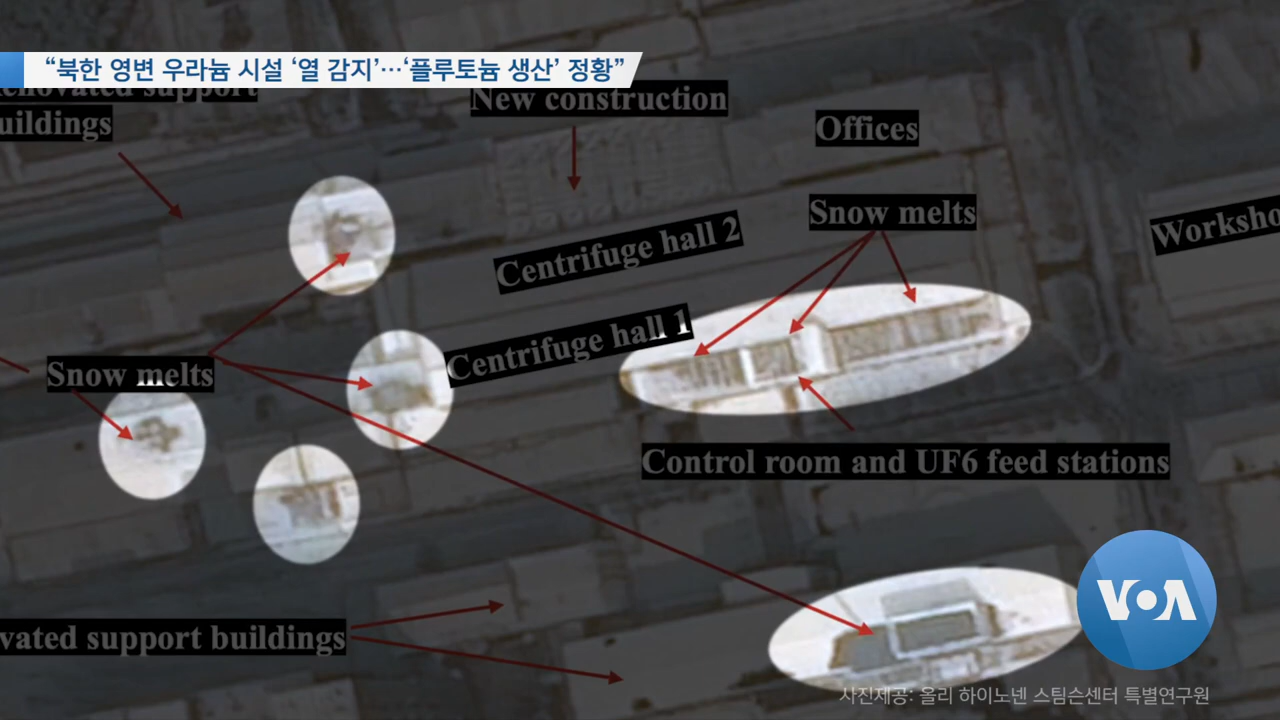 “북한 영변 우라늄 시설 ‘열 감지’…‘플루토늄 생산’ 정황”
enovated support
uildings
New construction
Offices
Snow melts
Worksho
Centrifuge hall 2
Centrifuge hall 1
Snow melts
Control room and UF6 feed stations
vated support buildings
VOA
사진제공: 올리 하이노넨 스팀슨센터 특별연구원